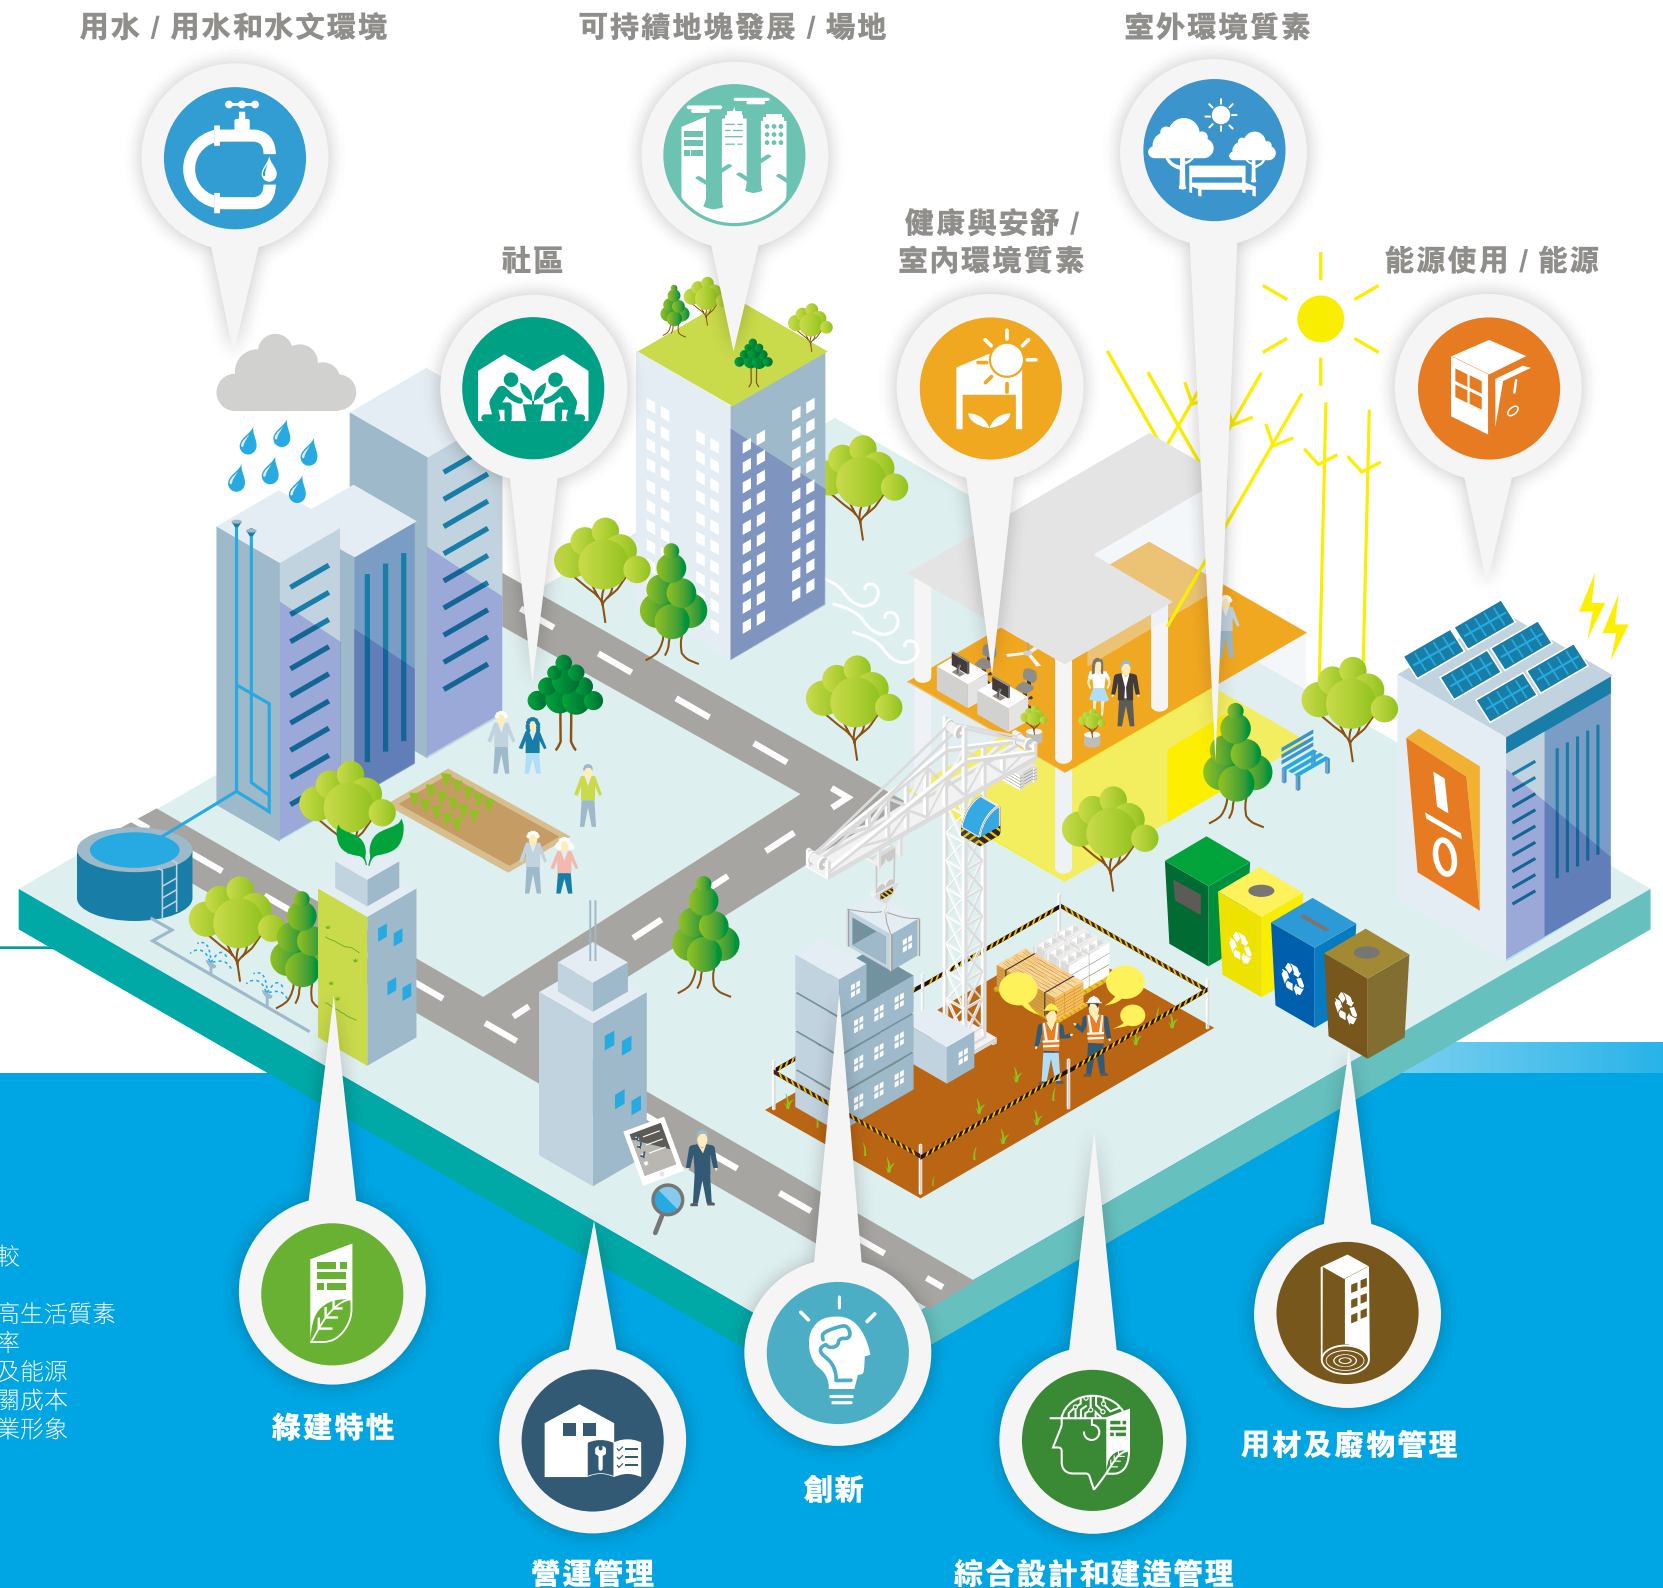 用水 / 用水和水文環境
可持續地塊發展 / 場地
室外環境質素
健康與安舒 /
室內環境質素
社區
能源使用 / 能源
較
高生活質素
率
及能源
關成本
業形象
綠建特性
用材及廢物管理
創新
營運管理
綜合設計和建造管理